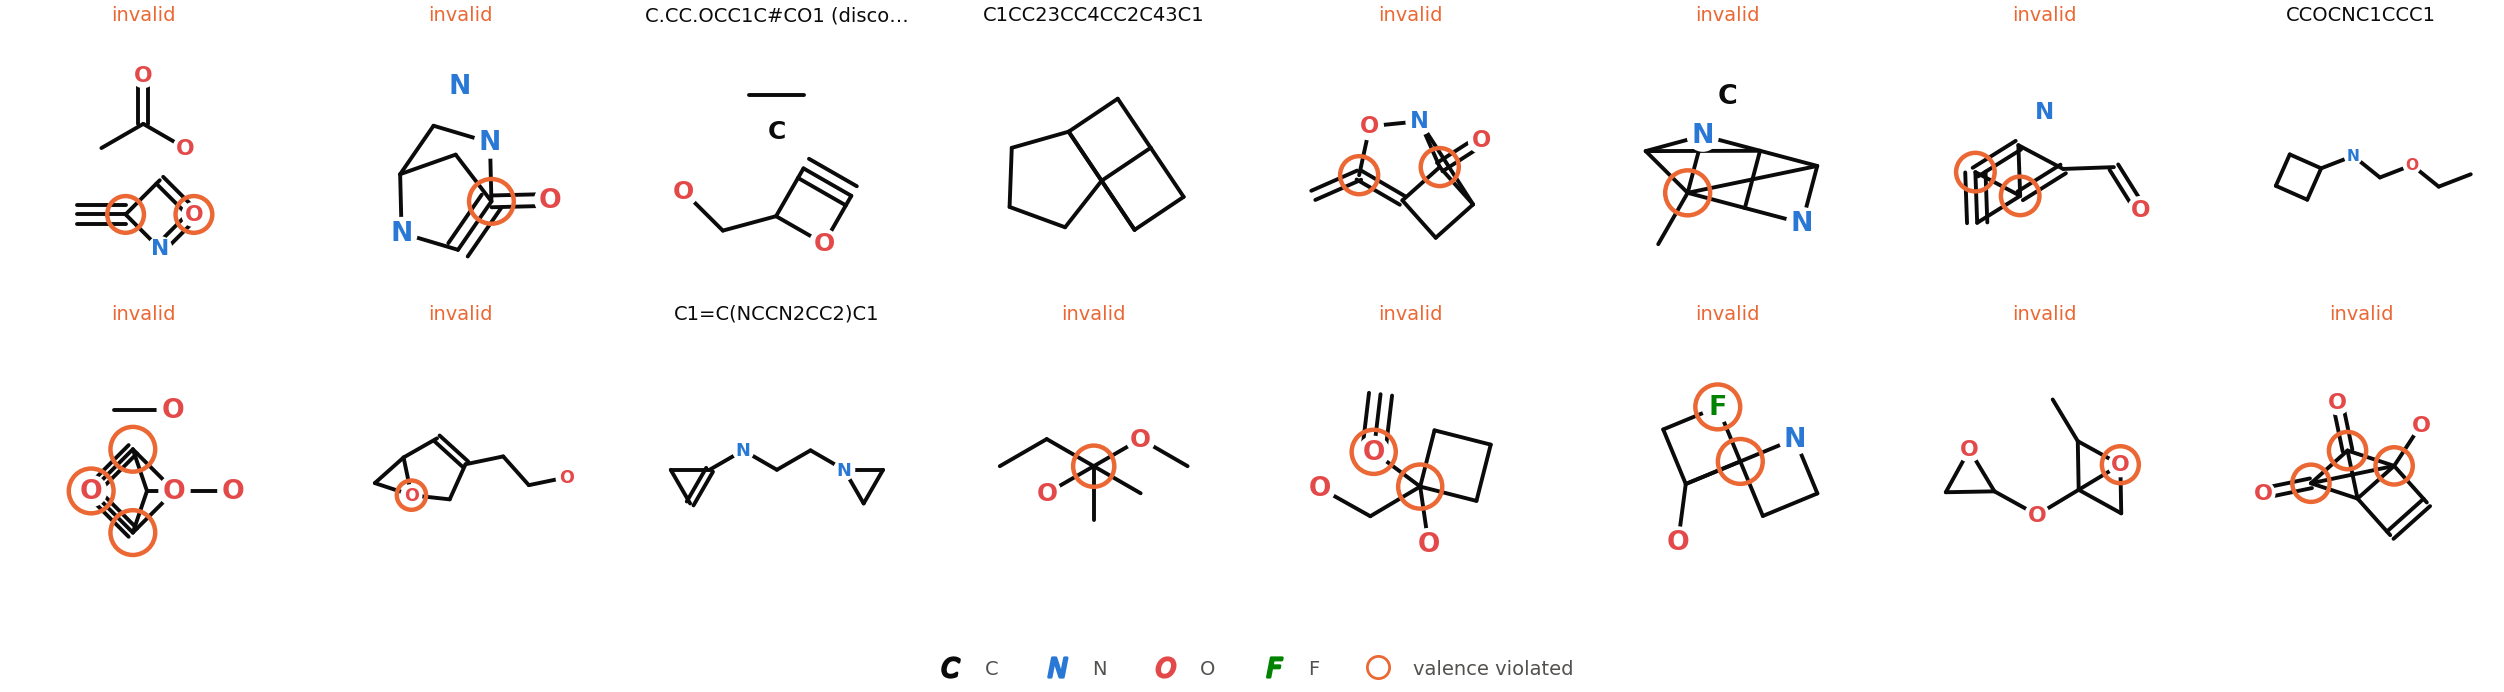 invalid invalid C.CC.OCC1C#CO1 (disco... C1CC23CC4CC2C43C1 invalid invalid invalid CCOCNC1CCC1
O O O N
N N O
C
O O
O N O
C N N
N O
N O
invalid invalid C1=C(NCCN2CC2)C1 invalid invalid invalid invalid invalid
O O O O
O O
N N
O O
O O O
F N O
O O O
O O O
C C N N O O F F valence violated